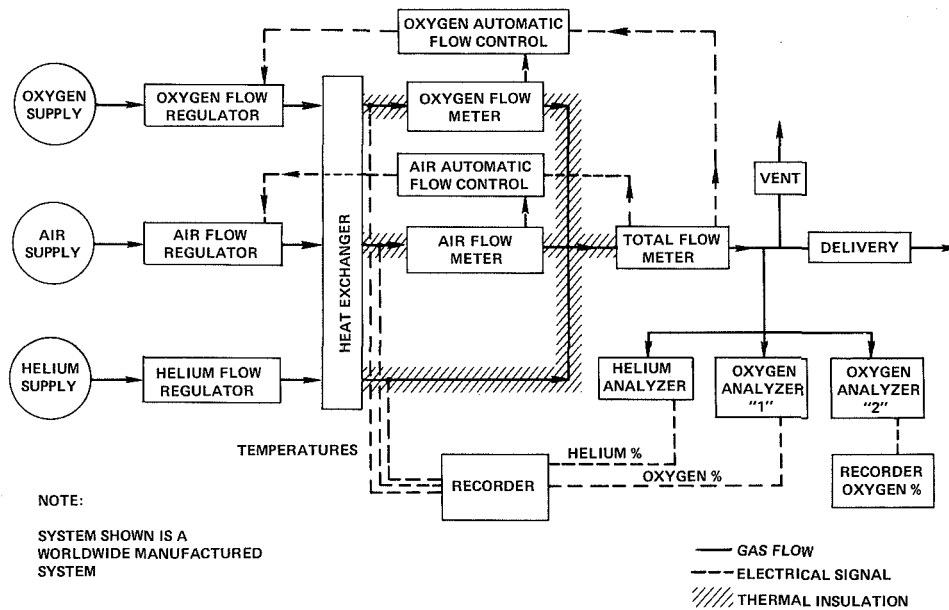 OXYGEN AUTOMATIC
FLOW CONTROL
OXYGEN
SUPPLY
OXYGEN FLOW
REGULATOR
OXYGEN FLOW
METER
AIR AUTOMATIC
FLOW CONTROL
VENT
AIR
SUPPLY
AIR FLOW
REGULATOR
HEAT EXCHANGER
AIR FLOW
METER
TOTAL FLOW
METER
DELIVERY
HELIUM
SUPPLY
HELIUM FLOW
REGULATOR
HELIUM
ANALYZER
OXYGEN
ANALYZER
"1"
OXYGEN
ANALYZER
"2"
TEMPERATURES
RECORDER
HELIUM %
OXYGEN %
RECORDER
OXYGEN %
NOTE:
SYSTEM SHOWN IS A
WORLDWIDE MANUFACTURED
SYSTEM
GAS FLOW
ELECTRICAL SIGNAL
THERMAL INSULATION